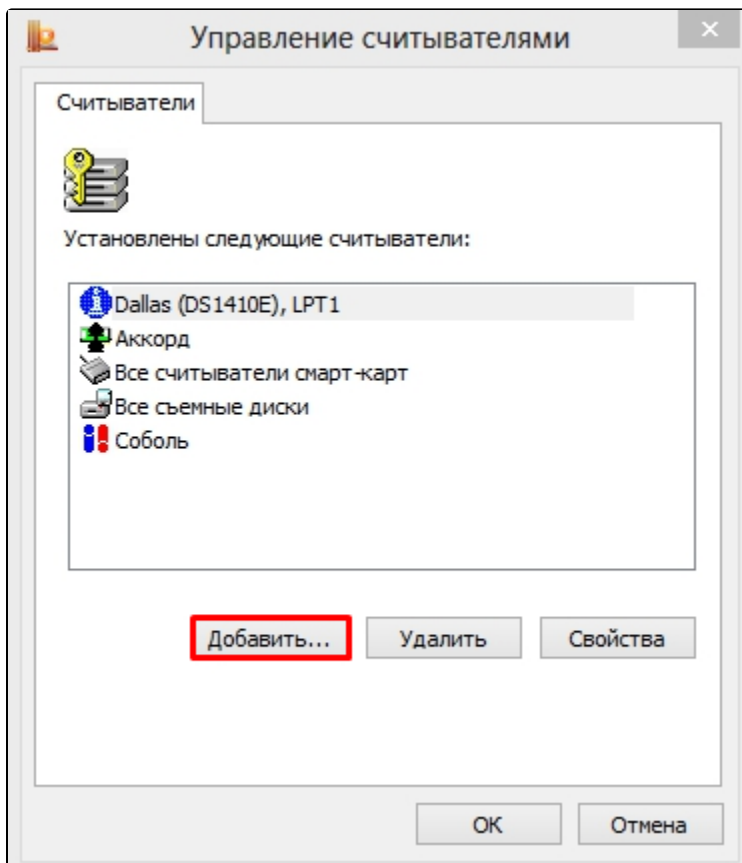 Управление считывателями
Считыватели
Установлены следующие считыватели:
Dallas (DS1410E), LPT1
Аккорд
Все считыватели смарт-карт
Все съемные диски
Соболь
Добавить... Удалить Свойства
OK Отмена